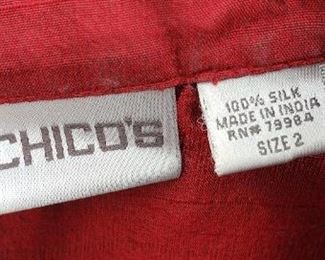 CHICO'S
100% SILK
MADE IN INDIA
RN# 79984
SIZE 2